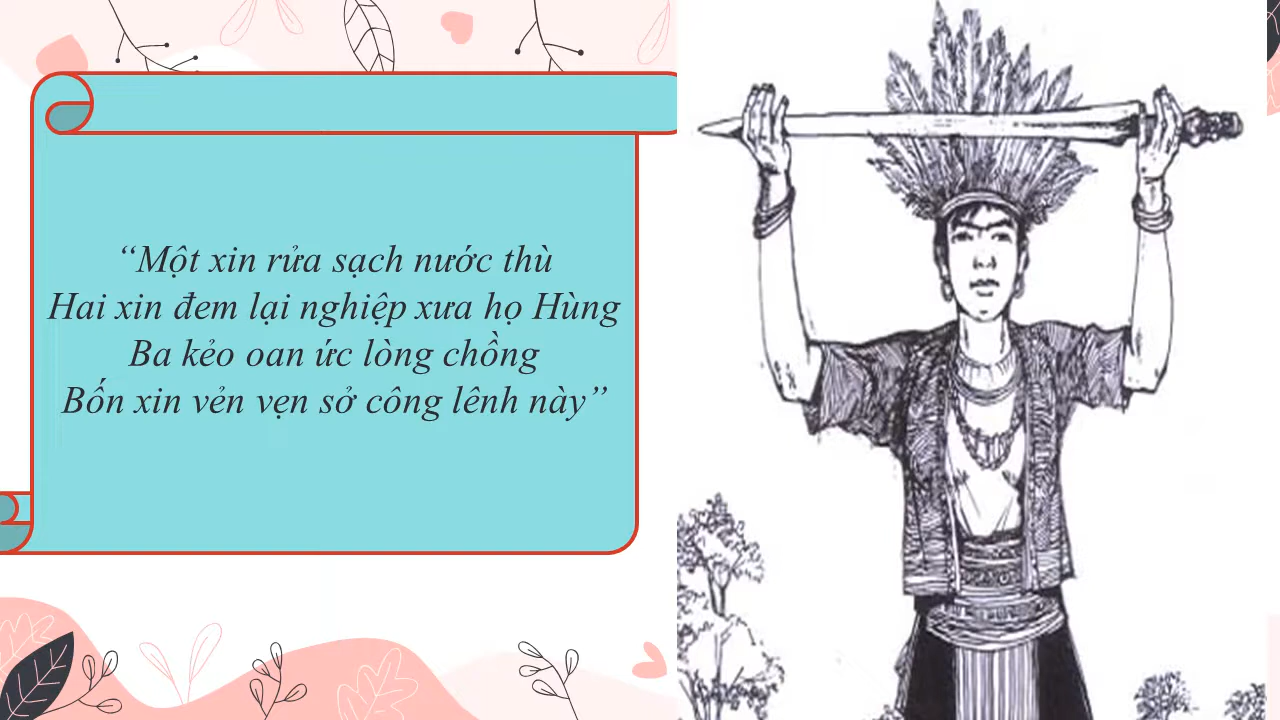 “Một xin rửa sạch nước thù
Hai xin đem lại nghiệp xưa họ Hùng
Ba kẻo oan ức lòng chồng
Bốn xin vẻn vẹn sở công lênh này”